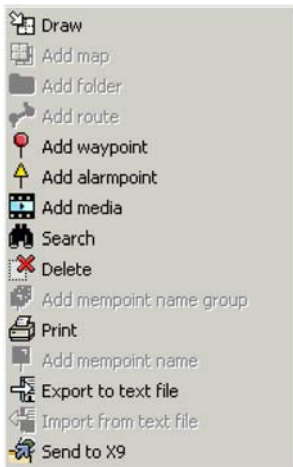 Draw
Add map
Add folder
Add route
Add waypoint
Add alarmpoint
Add media
Search
Delete
Add mempoint name group
Print
Add mempoint name
Export to text file
Import from text file
Send to X9